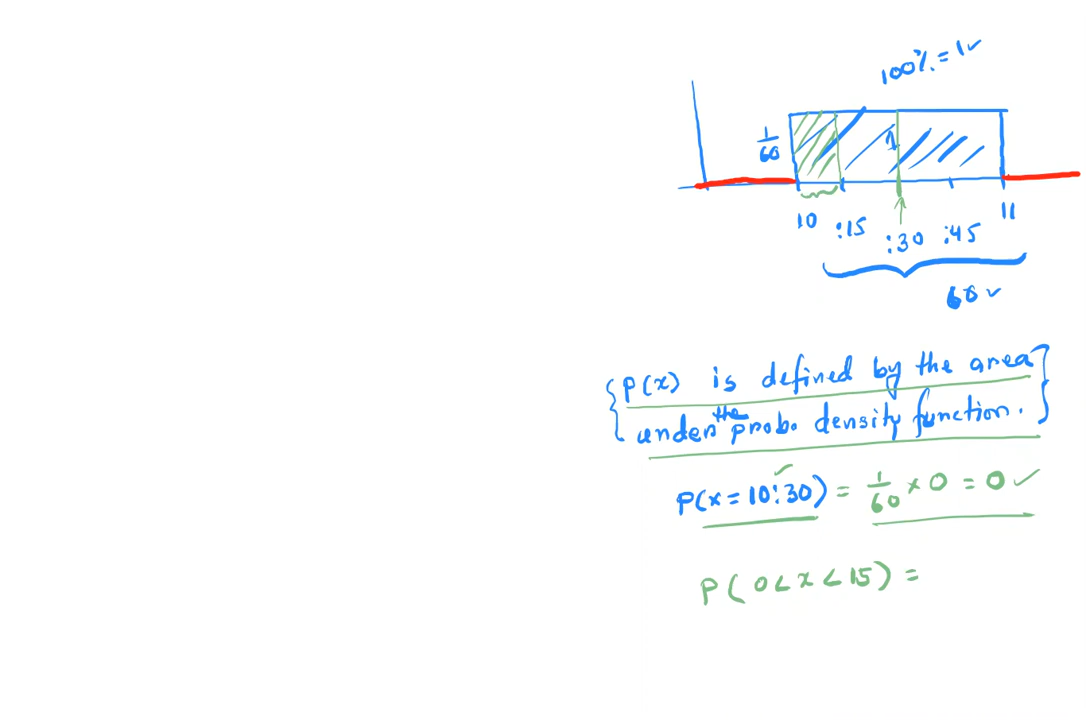 100% = 1 ✓
1/60
10 :15 :30 :45 11
60 ✓
{P(x) is defined by the area
under the prob. density function.}
P(x = 10:30) = 1/60 × 0 = 0 ✓
P(0 < x < 15) =